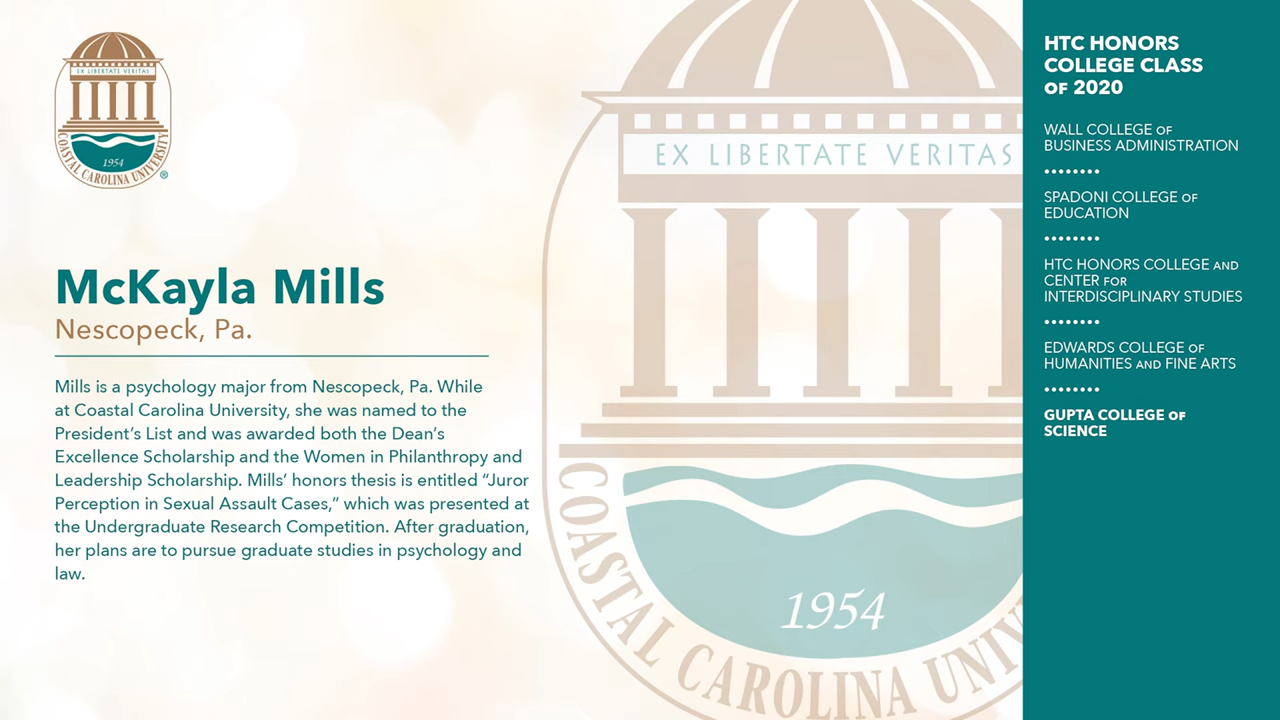 EX LIBERTATE VERITAS
1954
COASTAL CAROLINA UNIVERSITY
®
McKayla Mills
Nescopeck, Pa.
Mills is a psychology major from Nescopeck, Pa. While
at Coastal Carolina University, she was named to the
President’s List and was awarded both the Dean’s
Excellence Scholarship and the Women in Philanthropy and
Leadership Scholarship. Mills’ honors thesis is entitled “Juror
Perception in Sexual Assault Cases,” which was presented at
the Undergraduate Research Competition. After graduation,
her plans are to pursue graduate studies in psychology and
law.
EX LIBERTATE VERITAS
1954
COASTAL CAROLINA UNIV
HTC HONORS
COLLEGE CLASS
OF 2020
WALL COLLEGE OF
BUSINESS ADMINISTRATION
SPADONI COLLEGE OF
EDUCATION
HTC HONORS COLLEGE AND
CENTER FOR
INTERDISCIPLINARY STUDIES
EDWARDS COLLEGE OF
HUMANITIES AND FINE ARTS
GUPTA COLLEGE OF
SCIENCE